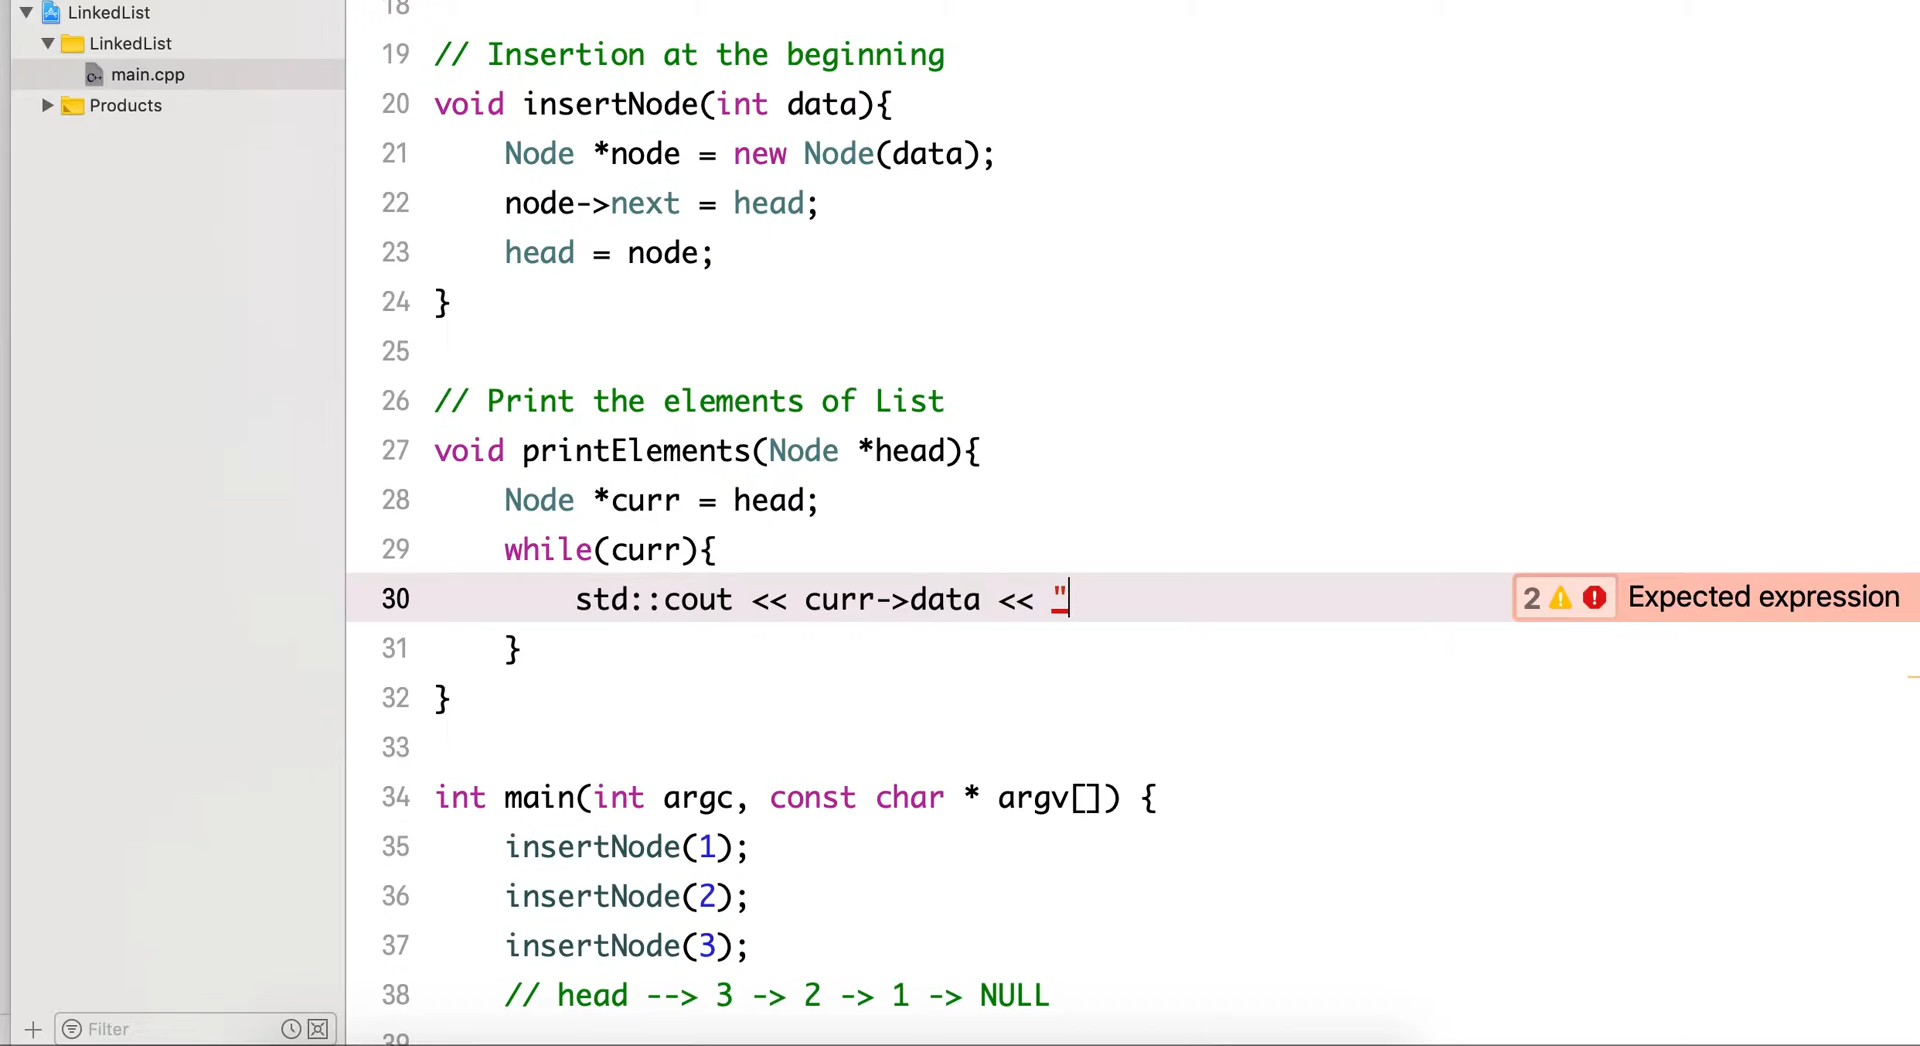 LinkedList
LinkedList
main.cpp
Products
18
19 // Insertion at the beginning
20 void insertNode(int data){
21 Node *node = new Node(data);
22 node->next = head;
23 head = node;
24 }
25
26 // Print the elements of List
27 void printElements(Node *head){
28 Node *curr = head;
29 while(curr){
30 std::cout << curr->data << " 2 Expected expression
31 }
32 }
33
34 int main(int argc, const char * argv[]) {
35 insertNode(1);
36 insertNode(2);
37 insertNode(3);
38 // head --> 3 -> 2 -> 1 -> NULL
39
Filter